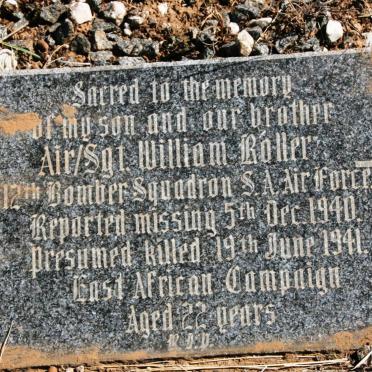 Sacred to the memory
of my son and our brother
Air/Sgt William Boller
12th Bomber Squadron S.A. Air Force
Reported missing 5th Dec. 1940.
presumed killed 19th June 1941.
East African Campaign
Aged 22 years
R.I.P.